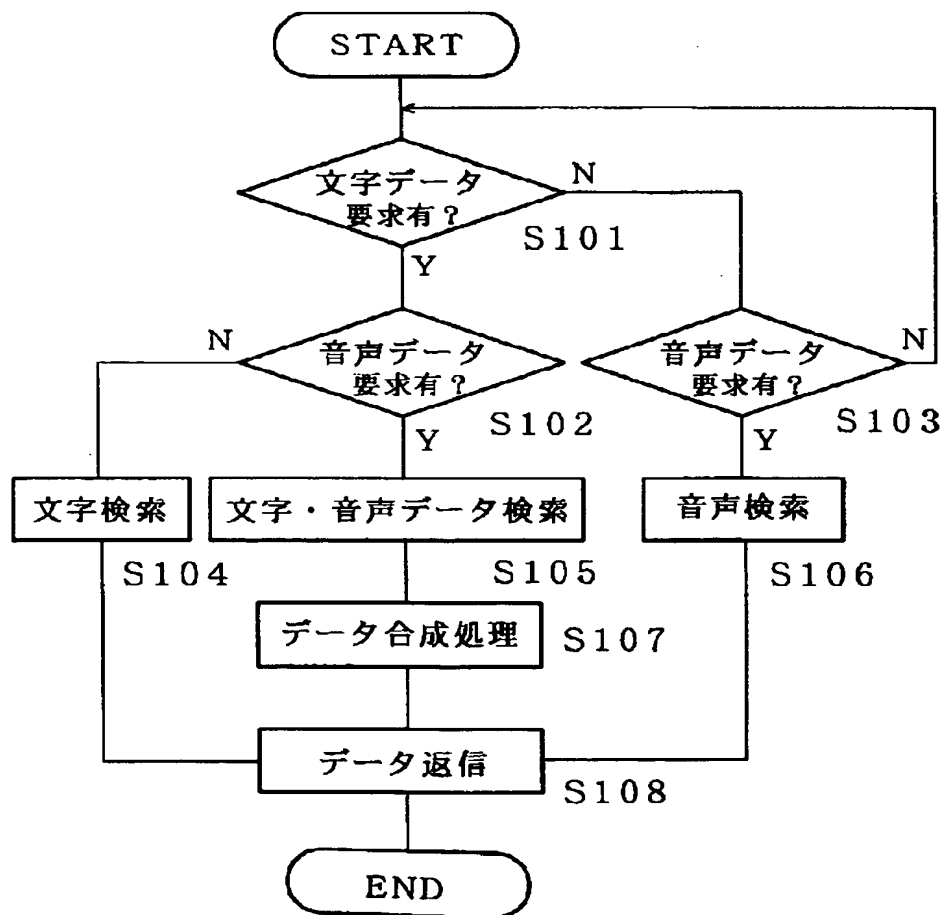 START
文字データ
要求有?
N
S101
Y
N
音声データ
要求有?
S102
Y
音声データ
要求有?
N
S103
Y
文字検索
文字・音声データ検索
音声検索
S104
S105
S106
データ合成処理
S107
データ返信
S108
END